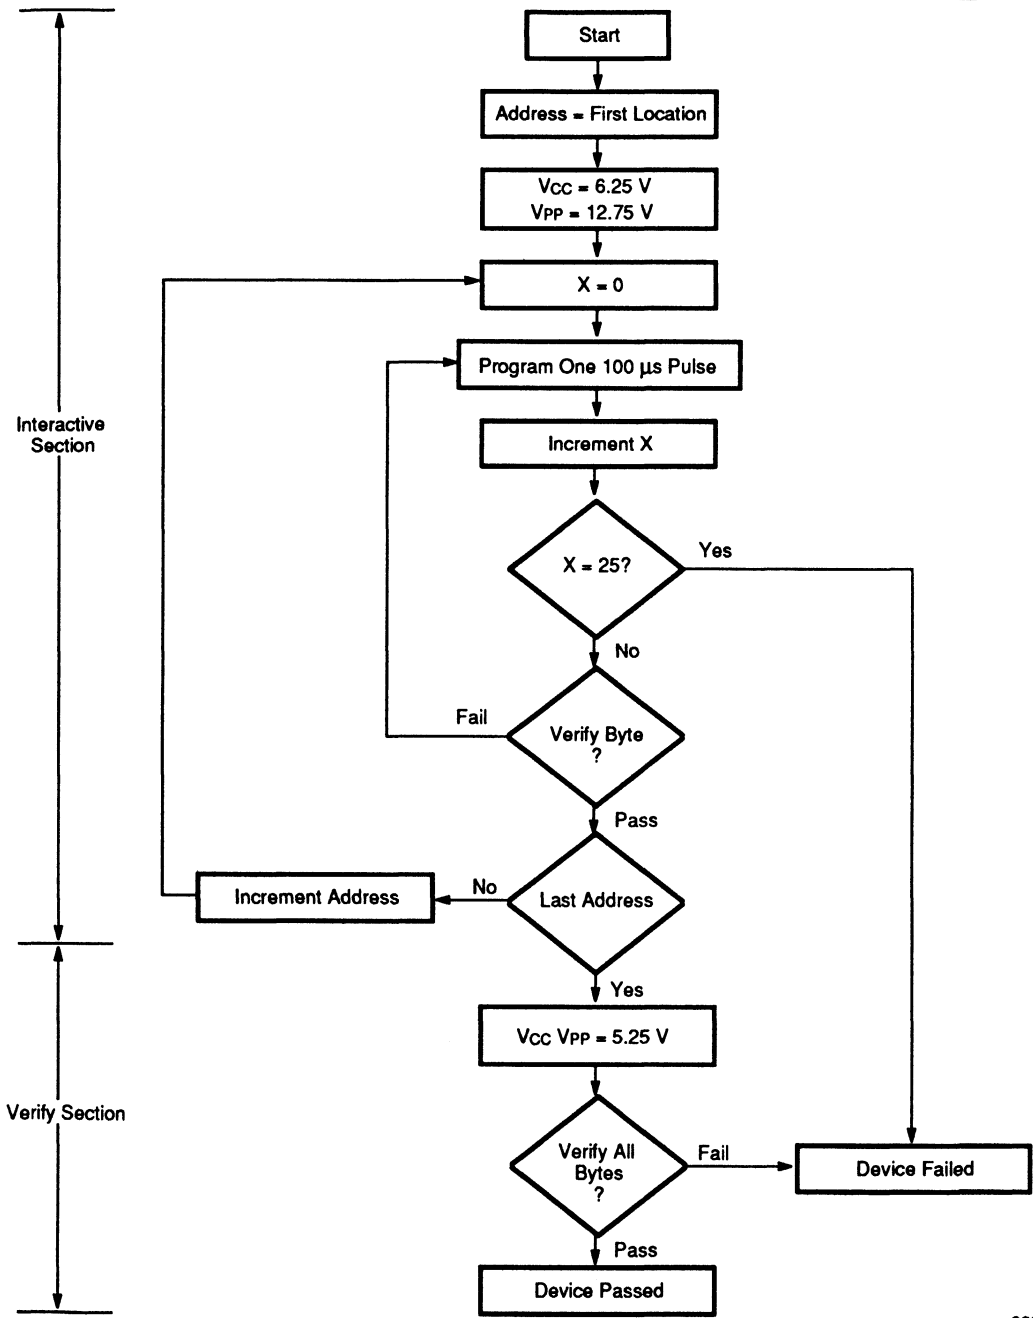 Start
Address = First Location
VCC = 6.25 V
VPP = 12.75 V
X = 0
Program One 100 µs Pulse
Interactive
Section
Increment X
X = 25?
Yes
No
Fail
Verify Byte
?
Pass
Increment Address
No
Last Address
Yes
VCC VPP = 5.25 V
Verify Section
Verify All
Bytes
?
Fail
Device Failed
Pass
Device Passed